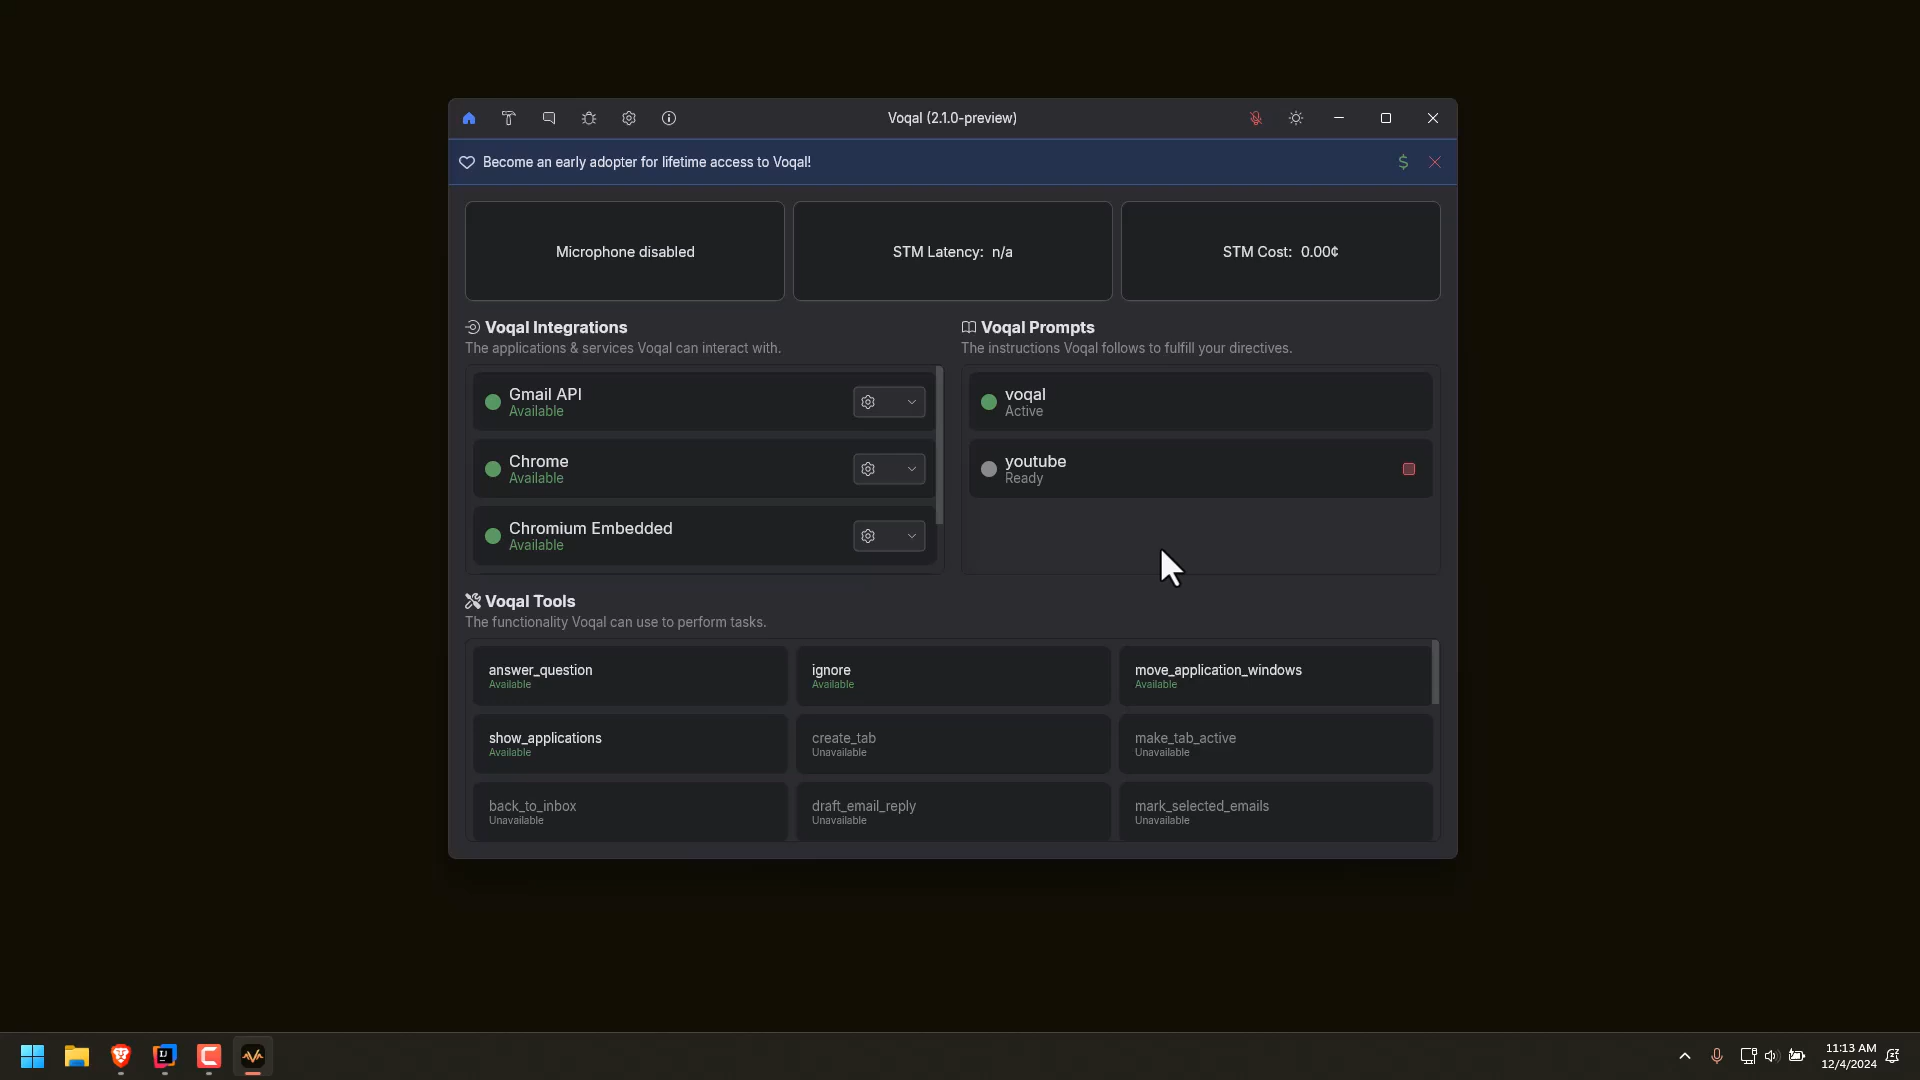 Voqal (2.1.0-preview)
Become an early adopter for lifetime access to Voqal!
$
Microphone disabled
STM Latency: n/a
STM Cost: 0.00¢
Voqal Integrations
The applications & services Voqal can interact with.
Gmail API
Available
Chrome
Available
Chromium Embedded
Available
Voqal Prompts
The instructions Voqal follows to fulfill your directives.
voqal
Active
youtube
Ready
Voqal Tools
The functionality Voqal can use to perform tasks.
answer_question
Available
ignore
Available
move_application_windows
Available
show_applications
Available
create_tab
Unavailable
make_tab_active
Unavailable
back_to_inbox
Unavailable
draft_email_reply
Unavailable
mark_selected_emails
Unavailable
IJ
11:13 AM
12/4/2024